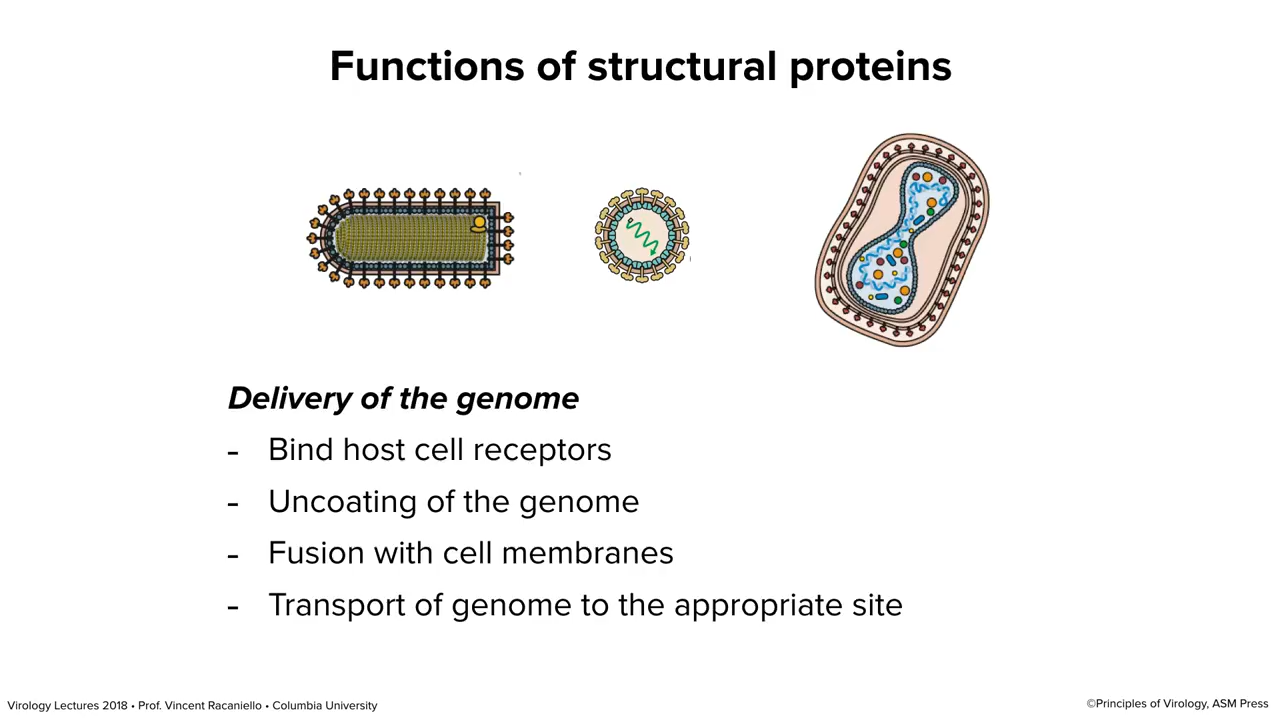 Functions of structural proteins
Delivery of the genome
- Bind host cell receptors
- Uncoating of the genome
- Fusion with cell membranes
- Transport of genome to the appropriate site
Virology Lectures 2018 • Prof. Vincent Racaniello • Columbia University
©Principles of Virology, ASM Press